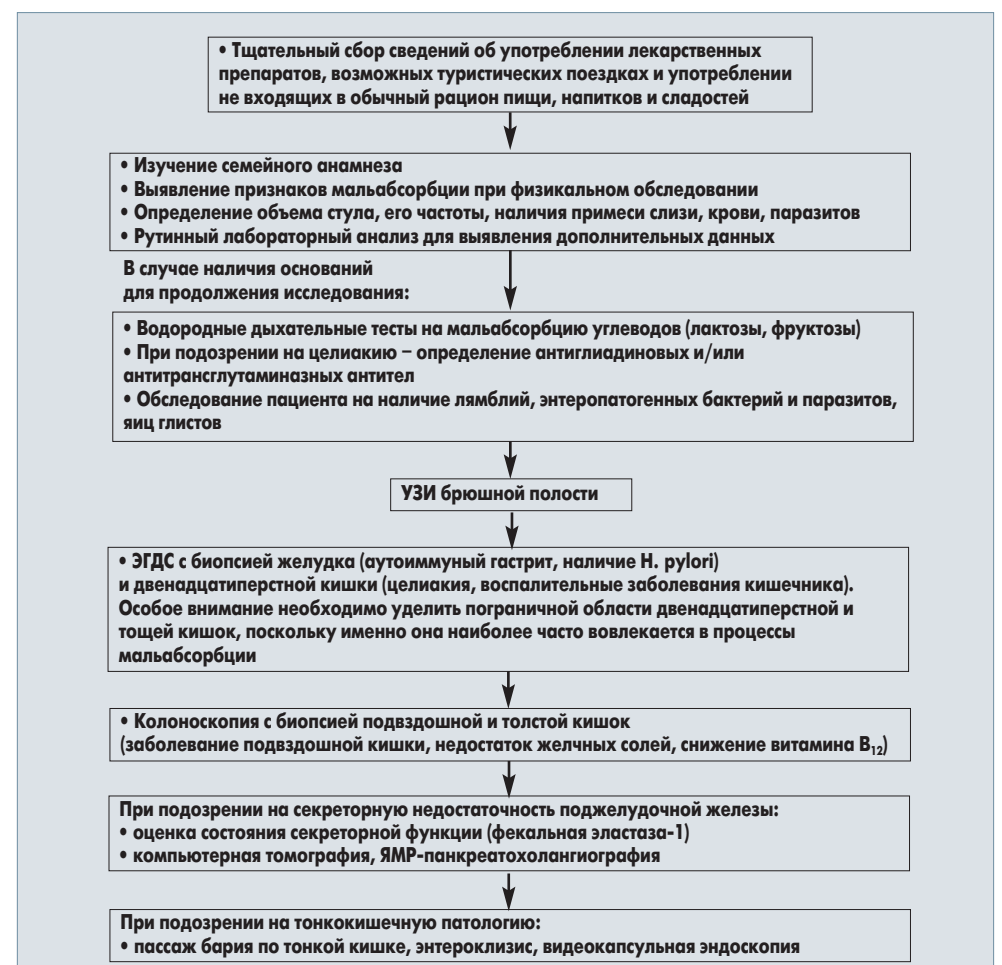 • Тщательный сбор сведений об употреблении лекарственных
препаратов, возможных туристических поездках и употреблении
не входящих в обычный рацион пищи, напитков и сладостей
• Изучение семейного анамнеза
• Выявление признаков мальабсорбции при физикальном обследовании
• Определение объема стула, его частоты, наличия примеси слизи, крови, паразитов
• Рутинный лабораторный анализ для выявления дополнительных данных
В случае наличия оснований
для продолжения исследования:
• Водородные дыхательные тесты на мальабсорбцию углеводов (лактозы, фруктозы)
• При подозрении на целиакию – определение антиглиадиновых и/или
антитрансглутаминазных антител
• Обследование пациента на наличие лямблий, энтеропатогенных бактерий и паразитов,
яиц глистов
УЗИ брюшной полости
• ЭГДС с биопсией желудка (аутоиммуный гастрит, наличие H. pylori)
и двенадцатиперстной кишки (целиакия, воспалительные заболевания кишечника).
Особое внимание необходимо уделить пограничной области двенадцатиперстной и
тощей кишок, поскольку именно она наиболее часто вовлекается в процессы
мальабсорбции
• Колоноскопия с биопсией подвздошной и толстой кишок
(заболевание подвздошной кишки, недостаток желчных солей, снижение витамина B₁₂)
При подозрении на секреторную недостаточность поджелудочной железы:
• оценка состояния секреторной функции (фекальная эластаза-1)
• компьютерная томография, ЯМР-панкреатохолангиография
При подозрении на тонкокишечную патологию:
• пассаж бария по тонкой кишке, энтероклизис, видеокапсульная эндоскопия